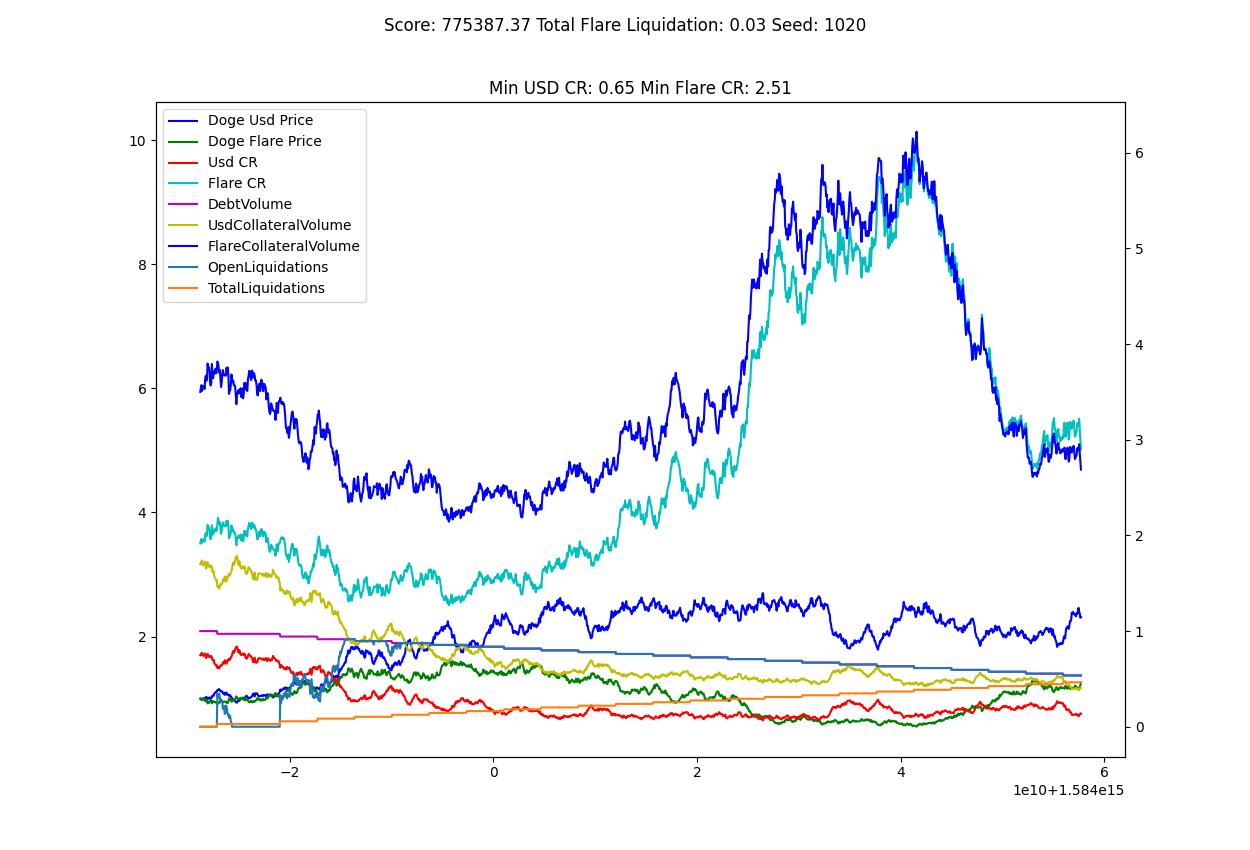 Score: 775387.37 Total Flare Liquidation: 0.03 Seed: 1020
Min USD CR: 0.65 Min Flare CR: 2.51
Doge Usd Price
Doge Flare Price
Usd CR
Flare CR
DebtVolume
UsdCollateralVolume
FlareCollateralVolume
OpenLiquidations
TotalLiquidations
10
8
6
4
2
6
5
4
3
2
1
0
−2
0
2
4
6
1e10+1.584e15